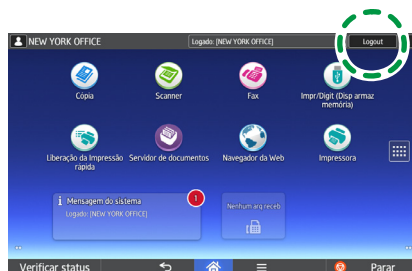 NEW YORK OFFICE
Logado: [NEW YORK OFFICE]
Logout
Cópia
Scanner
Fax
Impr/Digit (Disp armaz
memória)
Liberação da Impressão
rápida
Servidor de documentos
Navegador da Web
Impressora
Mensagem do sistema
1
Logado: [NEW YORK OFFICE]
Nenhum arq receb
Verificar status
Parar